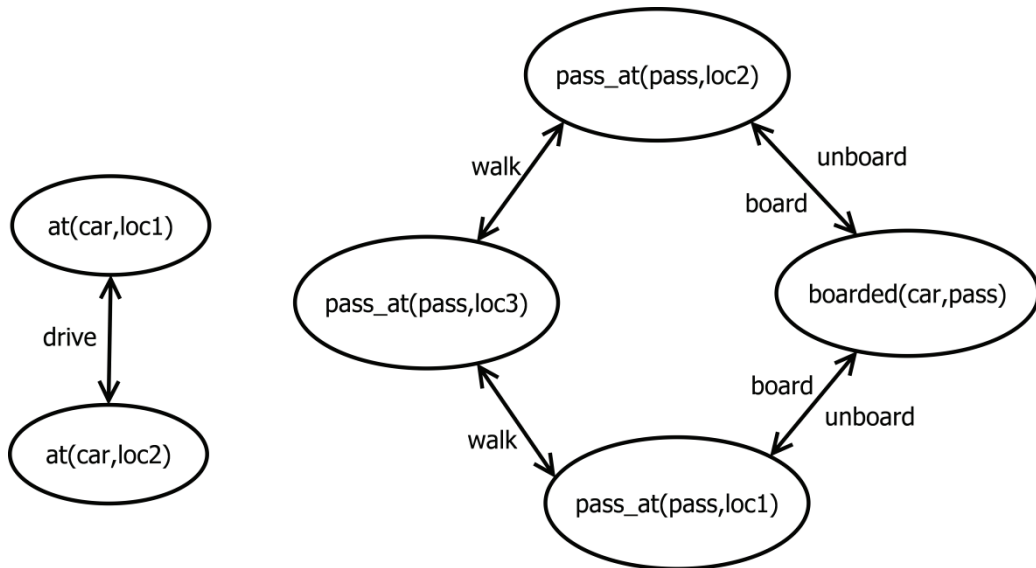 at(car,loc1)
drive
at(car,loc2)
pass_at(pass,loc2)
walk
unboard
board
pass_at(pass,loc3)
boarded(car,pass)
walk
board
unboard
pass_at(pass,loc1)